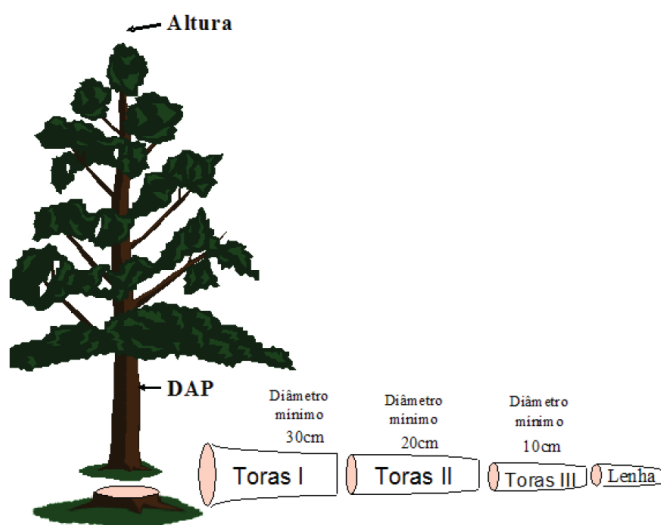 Altura
DAP
Diâmetro
mínimo
30cm
Diâmetro
mínimo
20cm
Diâmetro
mínimo
10cm
Toras I
Toras II
Toras III
Lenha